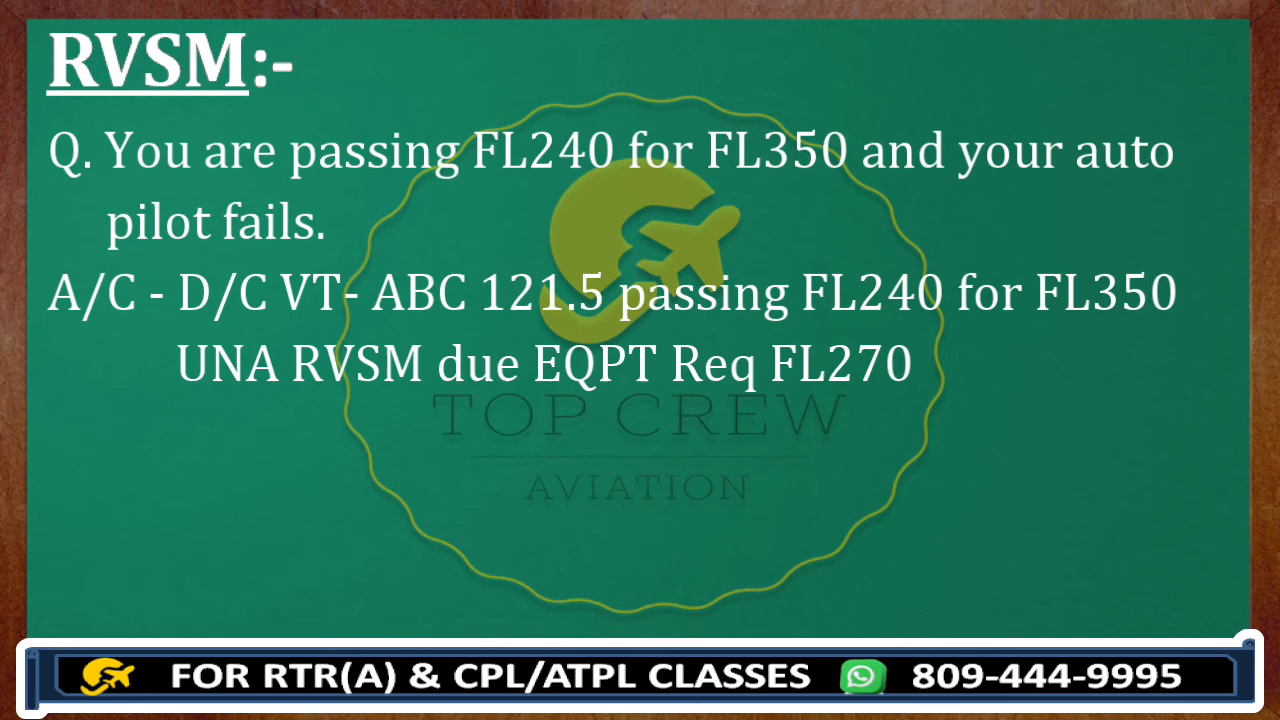 RVSM:-
Q. You are passing FL240 for FL350 and your auto
pilot fails.
A/C - D/C VT- ABC 121.5 passing FL240 for FL350
UNA RVSM due EQPT Req FL270
TOP CREW
AVIATION
FOR RTR(A) & CPL/ATPL CLASSES 809-444-9995